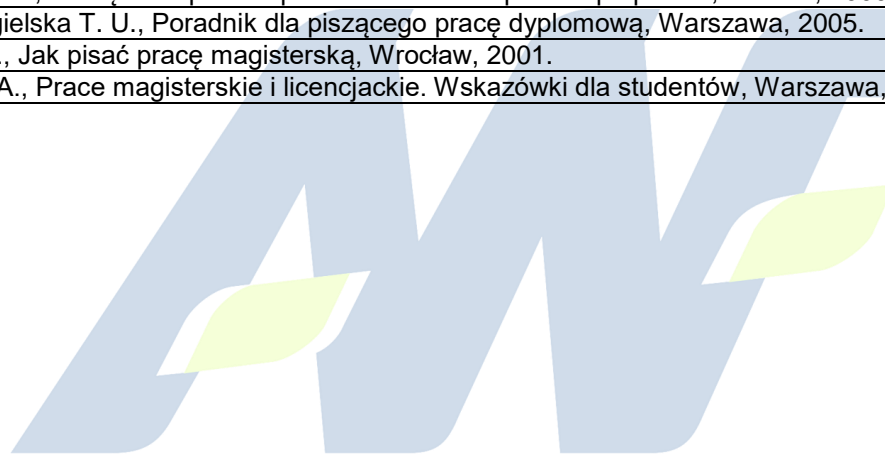 gielska T. U., Poradnik dla piszącego pracę dyplomową, Warszawa, 2005.
., Jak pisać pracę magisterską, Wrocław, 2001.
A., Prace magisterskie i licencjackie. Wskazówki dla studentów, Warszawa,